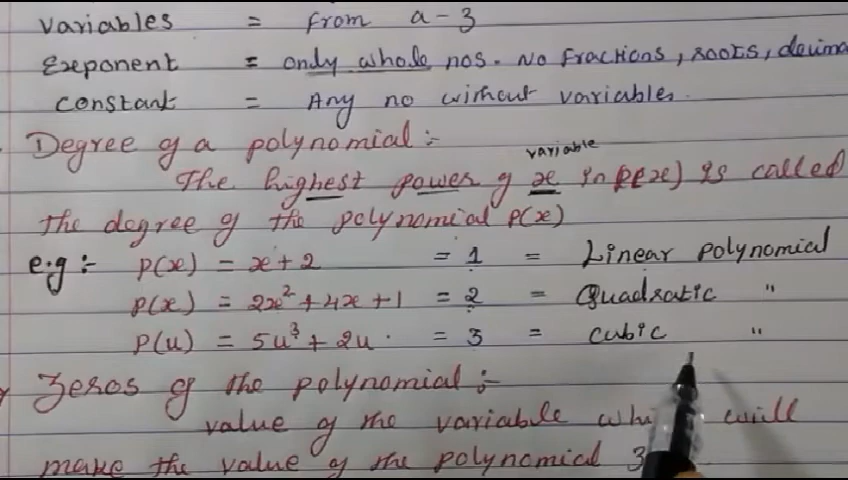 variables = from a - z
Exponent = only whole nos. No fractions, roots, decima
constant = Any no without variables.
Degree of a polynomial :-
variable
The highest power of x in p(x) is called
the degree of the polynomial p(x)
e.g :- p(x) = x + 2 = 1 = Linear polynomial
p(x) = 2x² + 4x + 1 = 2 = Quadratic "
p(u) = 5u³ + 2u . = 3 = cubic "
Zeros of the polynomial :-
value of the variable whi will
make the value of the polynomial